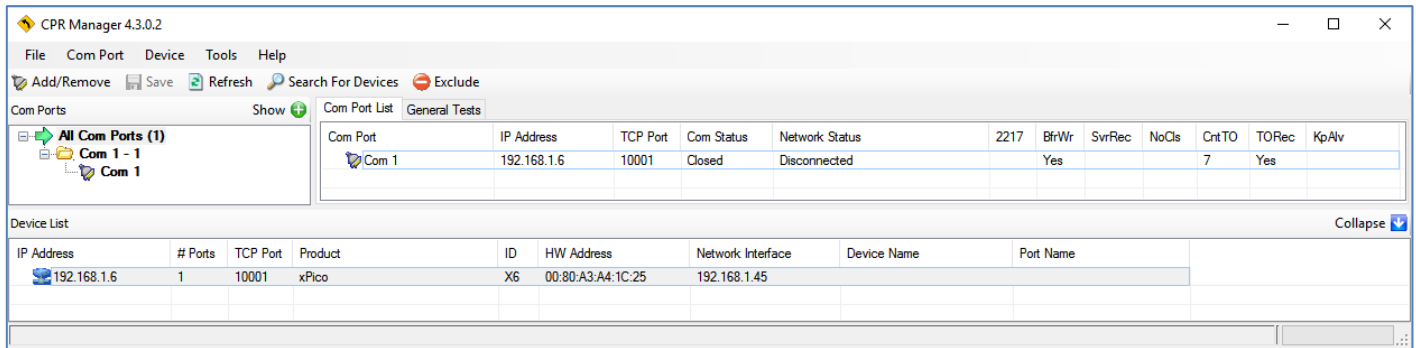 CPR Manager 4.3.0.2
File Com Port Device Tools Help
Add/Remove Save Refresh Search For Devices Exclude
Com Ports Show
All Com Ports (1)
Com 1 - 1
Com 1
Com Port List General Tests
Com Port IP Address TCP Port Com Status Network Status 2217 BfrWr SvrRec NoCls CntTO TORec KpAlv
Com 1 192.168.1.6 10001 Closed Disconnected Yes 7 Yes
Device List Collapse
IP Address # Ports TCP Port Product ID HW Address Network Interface Device Name Port Name
192.168.1.6 1 10001 xPico X6 00:80:A3:A4:1C:25 192.168.1.45